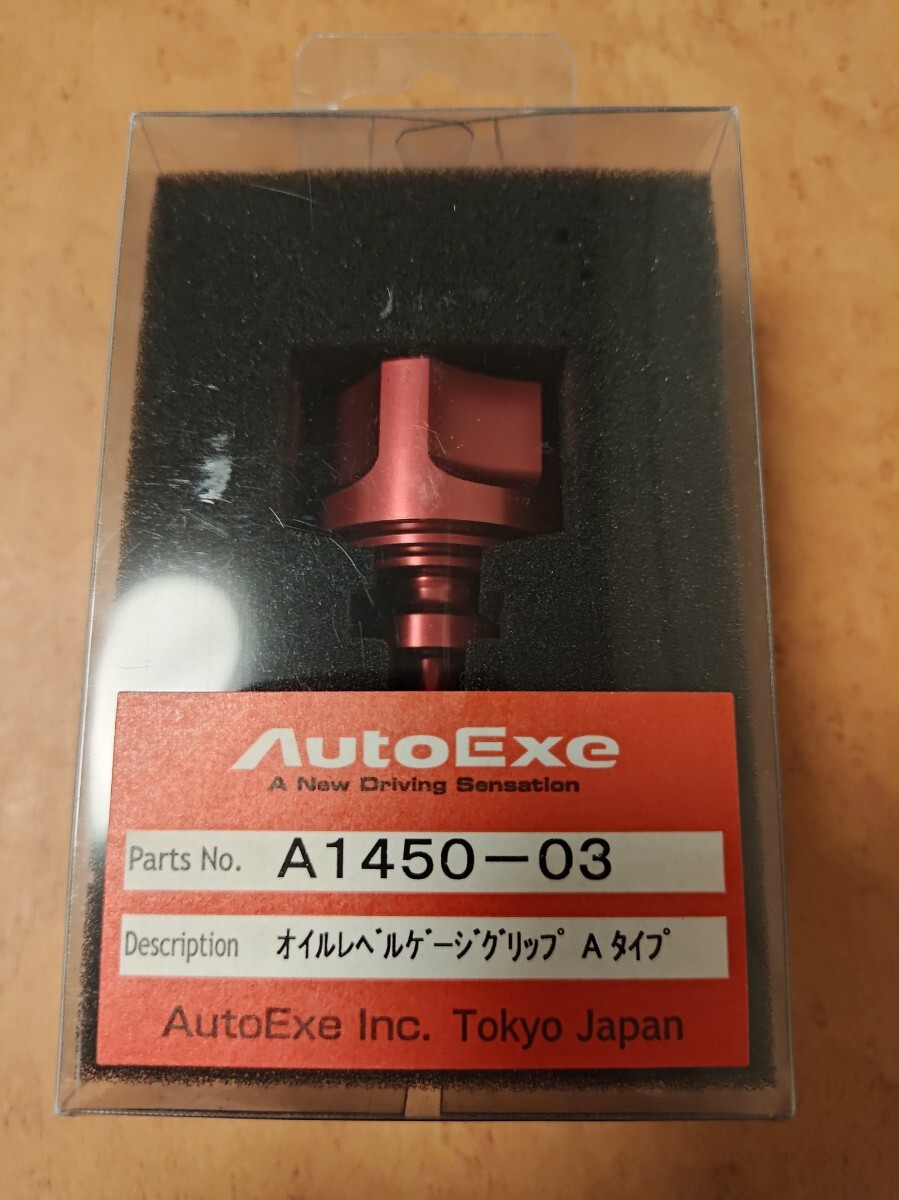 AutoExe
A New Driving Sensation
Parts No. A1450-03
Description ｵｲﾙﾚﾍﾞﾙｹﾞｰｼﾞｸﾞﾘｯﾌﾟ Aﾀｲﾌﾟ
AutoExe Inc. Tokyo Japan